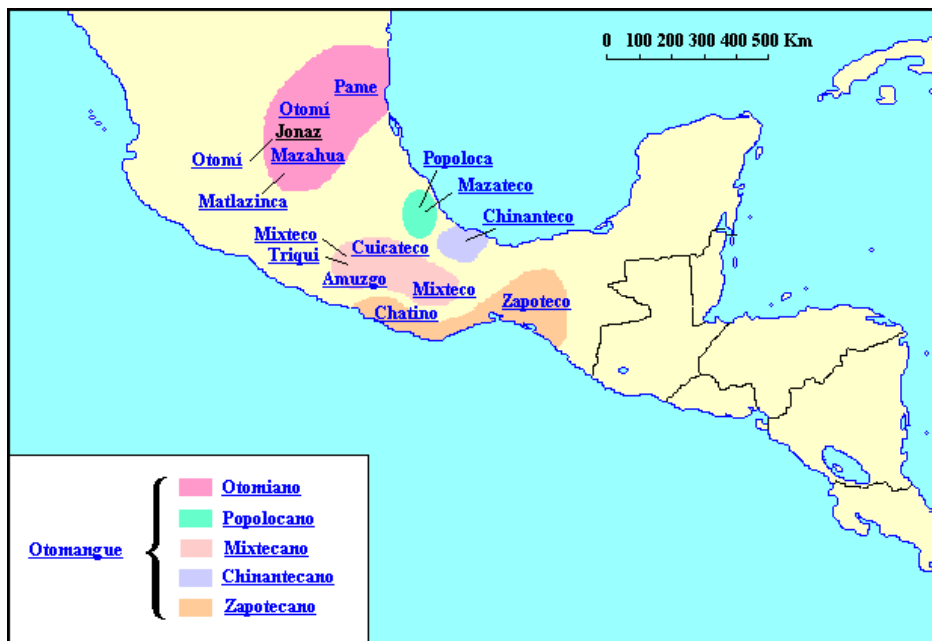 0 100 200 300 400 500 Km
Pame
Otomí
Jonaz
Otomí
Mazahua
Matlazinca
Popoloca
Mazateco
Chinanteco
Mixteco
Cuicateco
Triqui
Amuzgo
Mixteco
Zapoteco
Chatino
Otomangue
Otomiano
Popolocano
Mixtecano
Chinantecano
Zapotecano